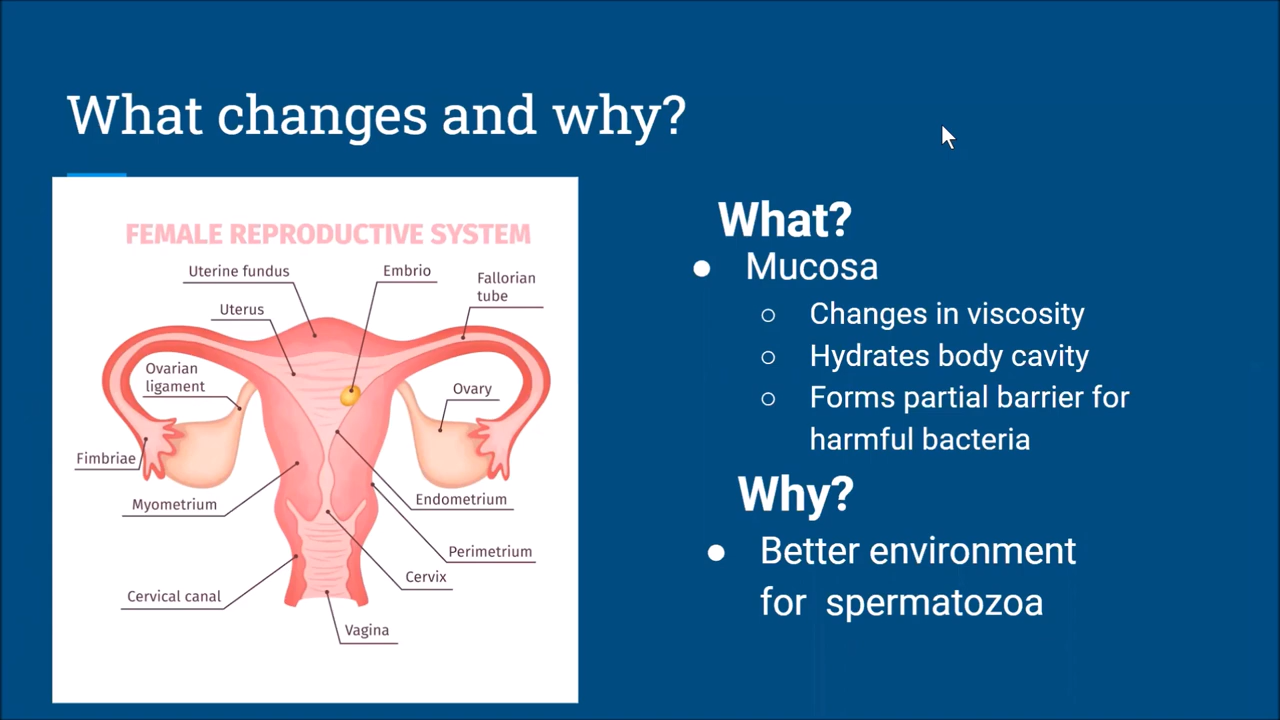 What changes and why?
FEMALE REPRODUCTIVE SYSTEM
Uterine fundus
Embrio
Fallorian
tube
Uterus
Ovarian
ligament
Ovary
Fimbriae
Myometrium
Endometrium
Perimetrium
Cervix
Cervical canal
Vagina
What?
● Mucosa
○ Changes in viscosity
○ Hydrates body cavity
○ Forms partial barrier for
harmful bacteria
Why?
● Better environment
for spermatozoa